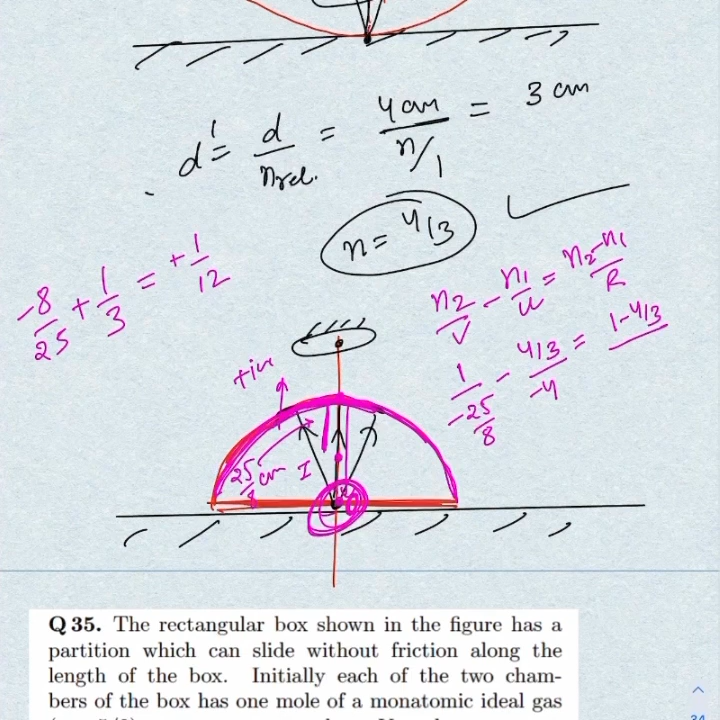 d' = d / n rel. = 4 cm / n/1 = 3 cm
n = 4/3
-8/25 + 1/3 = +1/12
n2/v - n1/u = n2-n1/R
1/-25/8 - 4/3/-4 = 1-4/3
+ive
25/8 cm I
Q 35. The rectangular box shown in the figure has a
partition which can slide without friction along the
length of the box. Initially each of the two cham-
bers of the box has one mole of a monatomic ideal gas